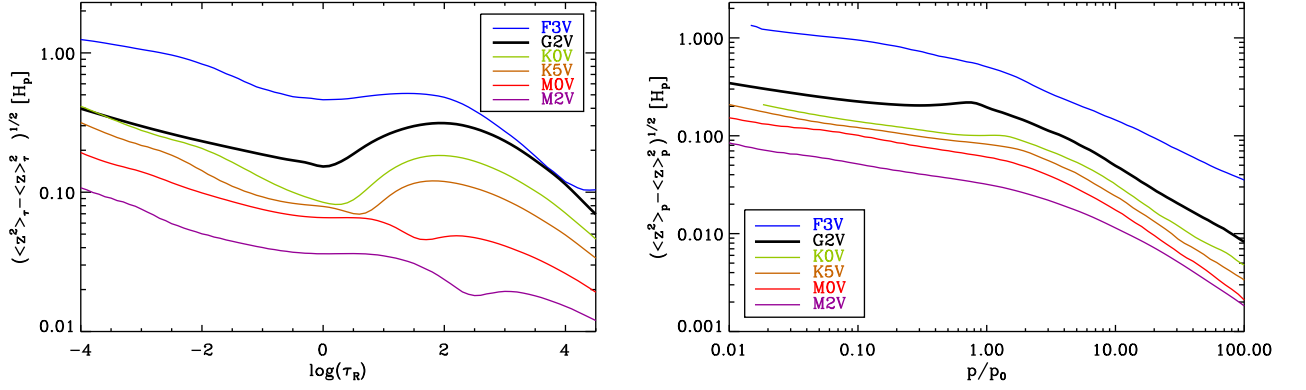 (<z²>τ−<z>τ²)^1/2 [Hp]
1.00
0.10
0.01
F3V
G2V
K0V
K5V
M0V
M2V
−4
−2
0
2
4
log(τR)
(<z²>p−<z>p²)^1/2 [Hp]
1.000
0.100
0.010
0.001
F3V
G2V
K0V
K5V
M0V
M2V
0.01
0.10
1.00
10.00
100.00
p/p0